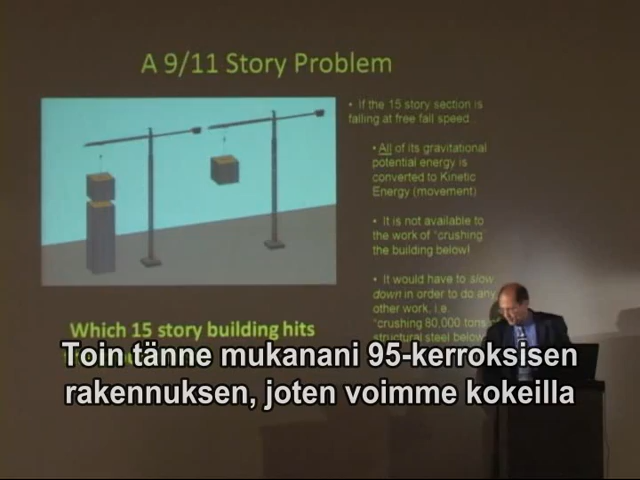 A 9/11 Story Problem
• If the 15 story section is
falling at free fall speed...
• All of its gravitational
potential energy is
converted to Kinetic
Energy (movement)
• It is not available to
the work of "crushing
the building below!
• It would have to slow
down in order to do any
other work, i.e.
"crushing 80,000 tons
structural steel below
Which 15 story building hits
Toin tänne mukanani 95-kerroksisen
rakennuksen, joten voimme kokeilla